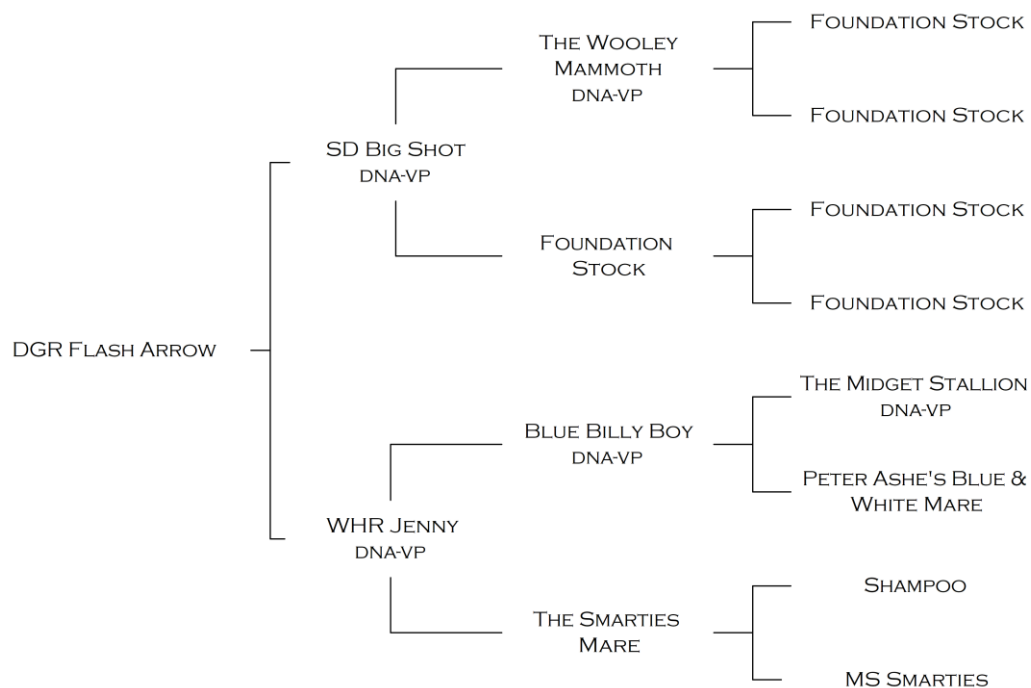 DGR Flash Arrow
SD Big Shot
DNA-VP
WHR Jenny
DNA-VP
The Wooley
Mammoth
DNA-VP
Foundation
Stock
Blue Billy Boy
DNA-VP
The Smarties
Mare
Foundation Stock
Foundation Stock
Foundation Stock
Foundation Stock
The Midget Stallion
DNA-VP
Peter Ashe's Blue &
White Mare
Shampoo
MS Smarties